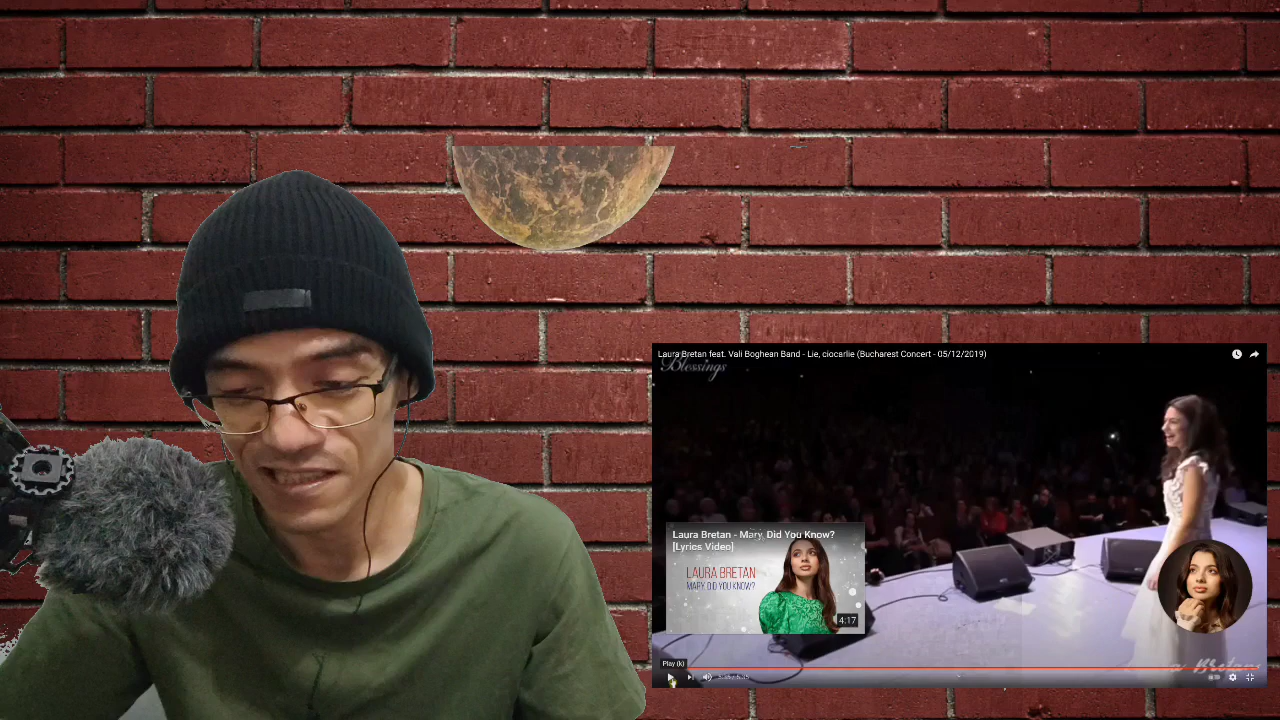 Laura Bretan feat. Vali Boghean Band - Lie, ciocarlie (Bucharest Concert - 05/12/2019)
Blessings
Laura Bretan - Mary, Did You Know?
[Lyrics Video]
LAURA BRETAN
MARY, DID YOU KNOW?
4:17
Play (k)
Bretan